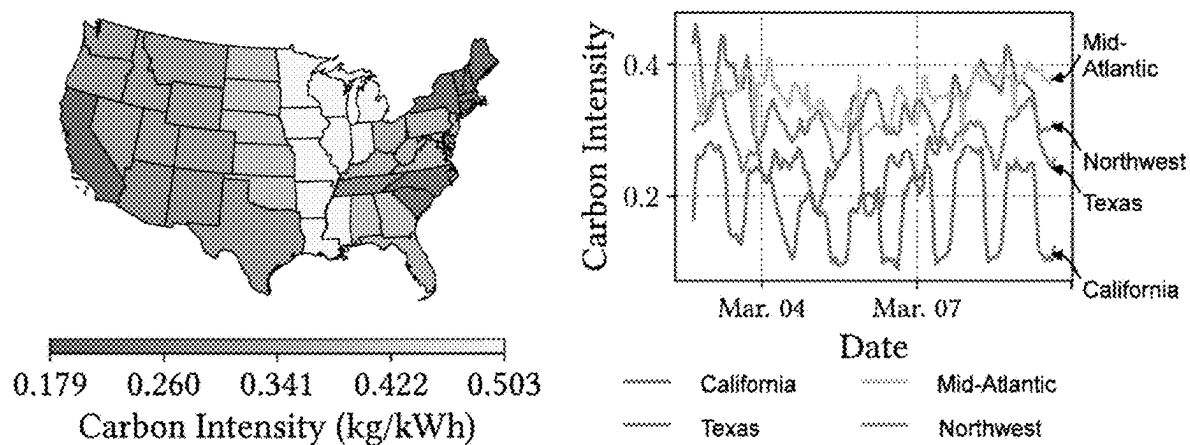 0.179 0.260 0.341 0.422 0.503
Carbon Intensity (kg/kWh)
Carbon Intensity
0.4
0.2
Mar. 04 Mar. 07
Date
Mid-
Atlantic
Northwest
Texas
California
California Mid-Atlantic
Texas Northwest